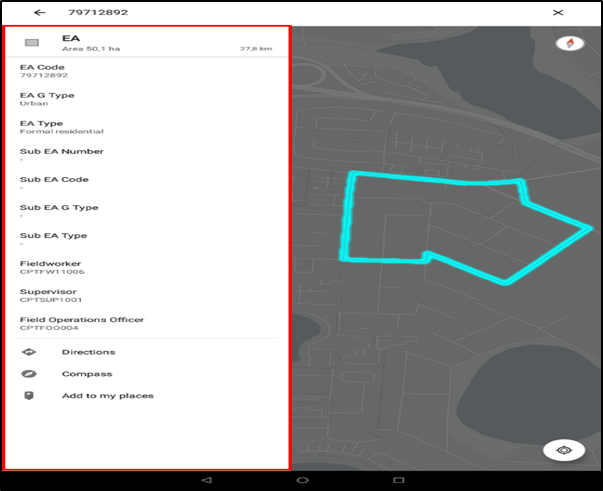 79712892
EA
Area 50,1 ha
27,8 km
EA Code
79712892
EA G Type
Urban
EA Type
Formal residential
Sub EA Number
-
Sub EA Code
-
Sub EA G Type
-
Sub EA Type
-
Fieldworker
CPTFW11006
Supervisor
CPTSUP1001
Field Operations Officer
CPTFOO004
Directions
Compass
Add to my places